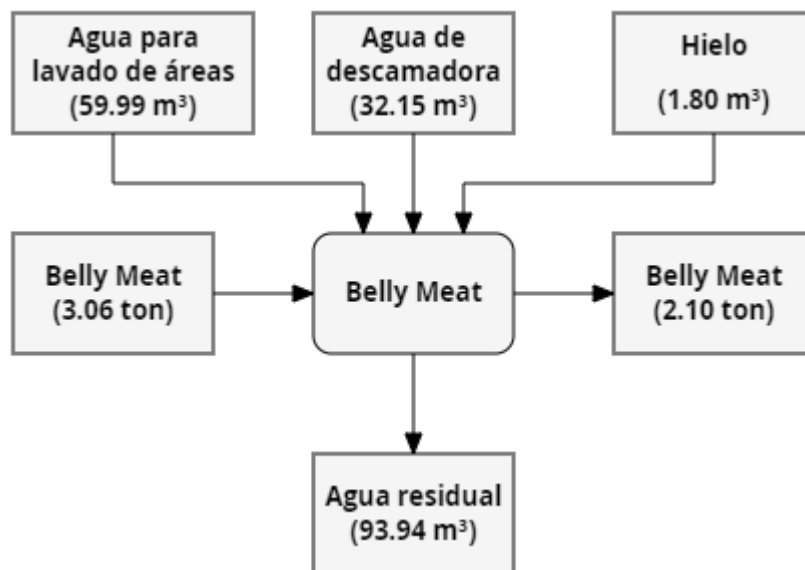 Agua para
lavado de áreas
(59.99 m³)
Agua de
descamadora
(32.15 m³)
Hielo
(1.80 m³)
Belly Meat
(3.06 ton)
Belly Meat
Belly Meat
(2.10 ton)
Agua residual
(93.94 m³)